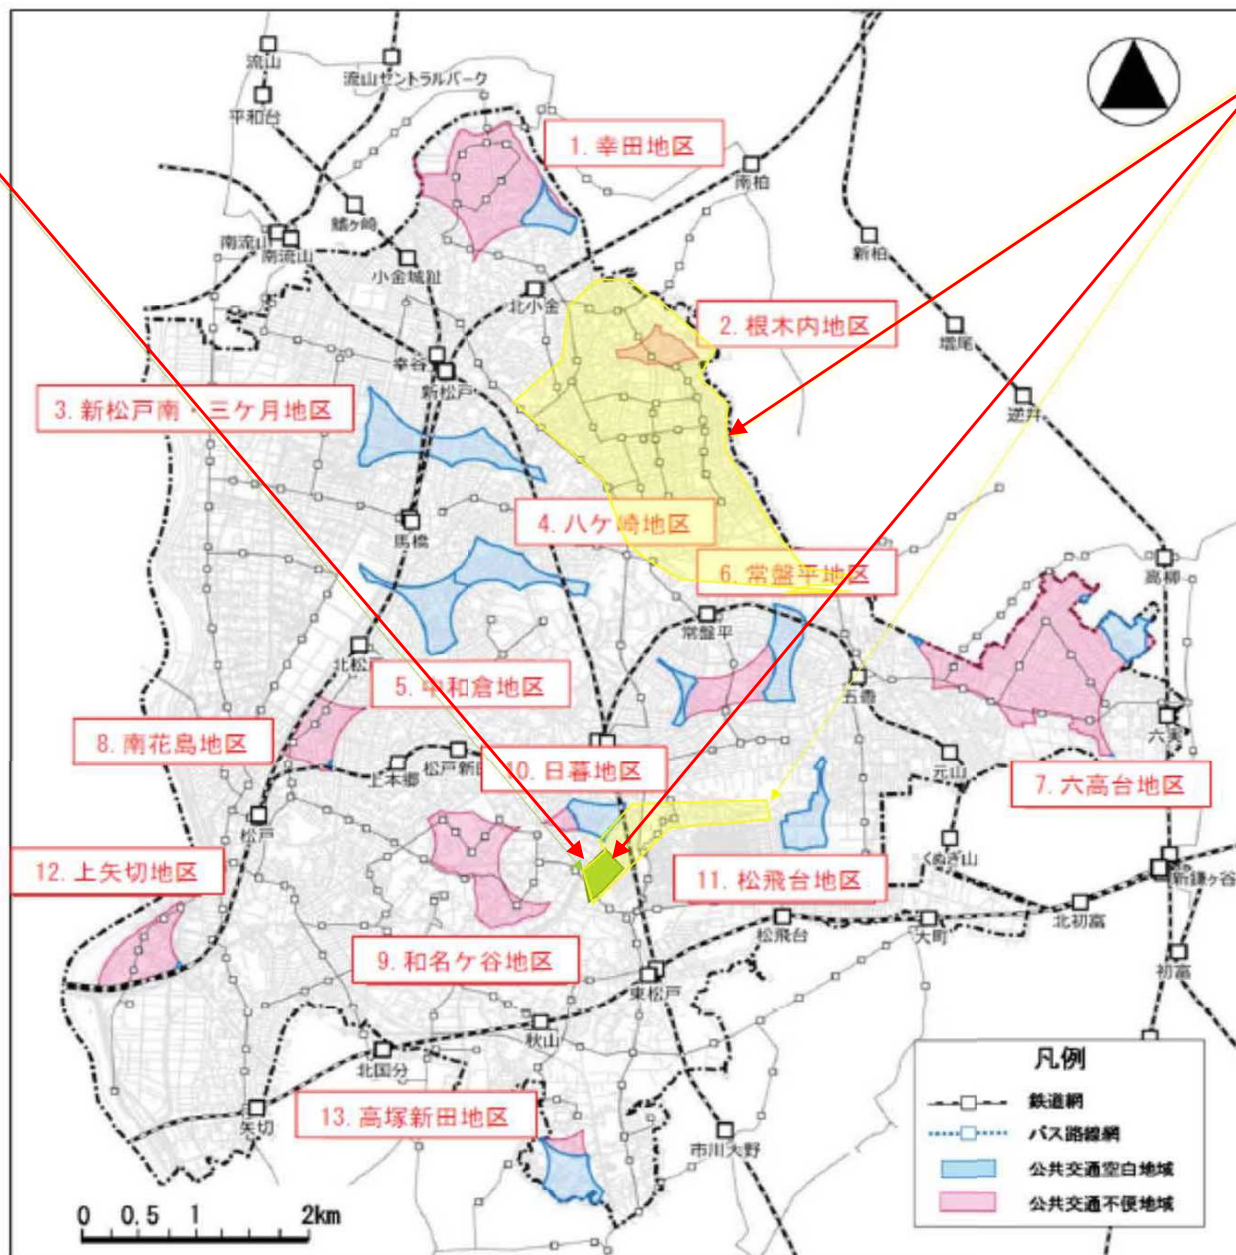 流山
流山セントラルパーク
平和台
1. 幸田地区
南柏
鰭ヶ崎
南流山
南流山
新柏
小金城趾
北小金
2. 根木内地区
増尾
幸谷
新松戸
3. 新松戸南・三ケ月地区
逆井
4. 八ケ崎地区
馬橋
6. 常盤平地区
高柳
常盤平
北松戸
5. 中和倉地区
五香
六実
8. 南花島地区
松戸新田
10. 日暮地区
上本郷
元山
7. 六高台地区
松戸
くぬぎ山
12. 上矢切地区
11. 松飛台地区
新鎌ヶ谷
北初富
松飛台
大町
9. 和名ケ谷地区
初富
東松戸
秋山
北国分
凡例
鉄道網
13. 高塚新田地区
矢切
バス路線網
市川大野
公共交通空白地域
公共交通不便地域
0 0.5 1 2km